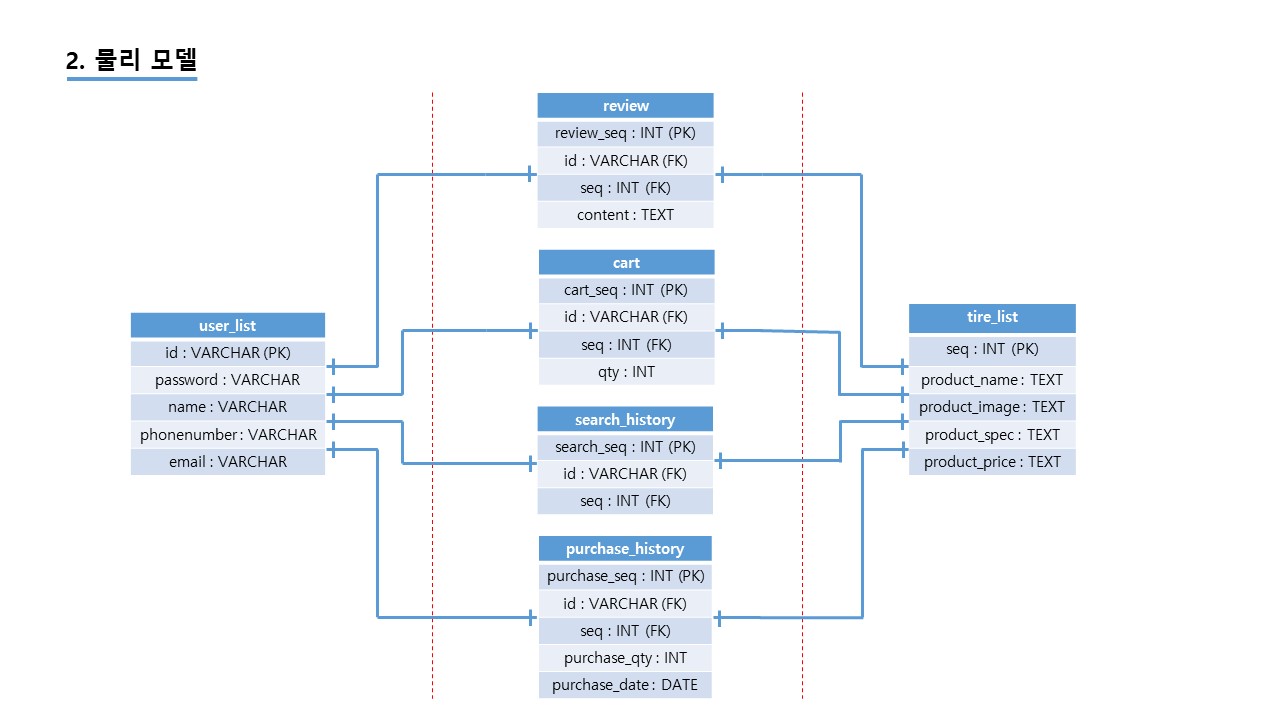 2. 물리 모델
user_list
id : VARCHAR (PK)
password : VARCHAR
name : VARCHAR
phonenumber : VARCHAR
email : VARCHAR
review
review_seq : INT (PK)
id : VARCHAR (FK)
seq : INT (FK)
content : TEXT
cart
cart_seq : INT (PK)
id : VARCHAR (FK)
seq : INT (FK)
qty : INT
search_history
search_seq : INT (PK)
id : VARCHAR (FK)
seq : INT (FK)
purchase_history
purchase_seq : INT (PK)
id : VARCHAR (FK)
seq : INT (FK)
purchase_qty : INT
purchase_date : DATE
tire_list
seq : INT (PK)
product_name : TEXT
product_image : TEXT
product_spec : TEXT
product_price : TEXT